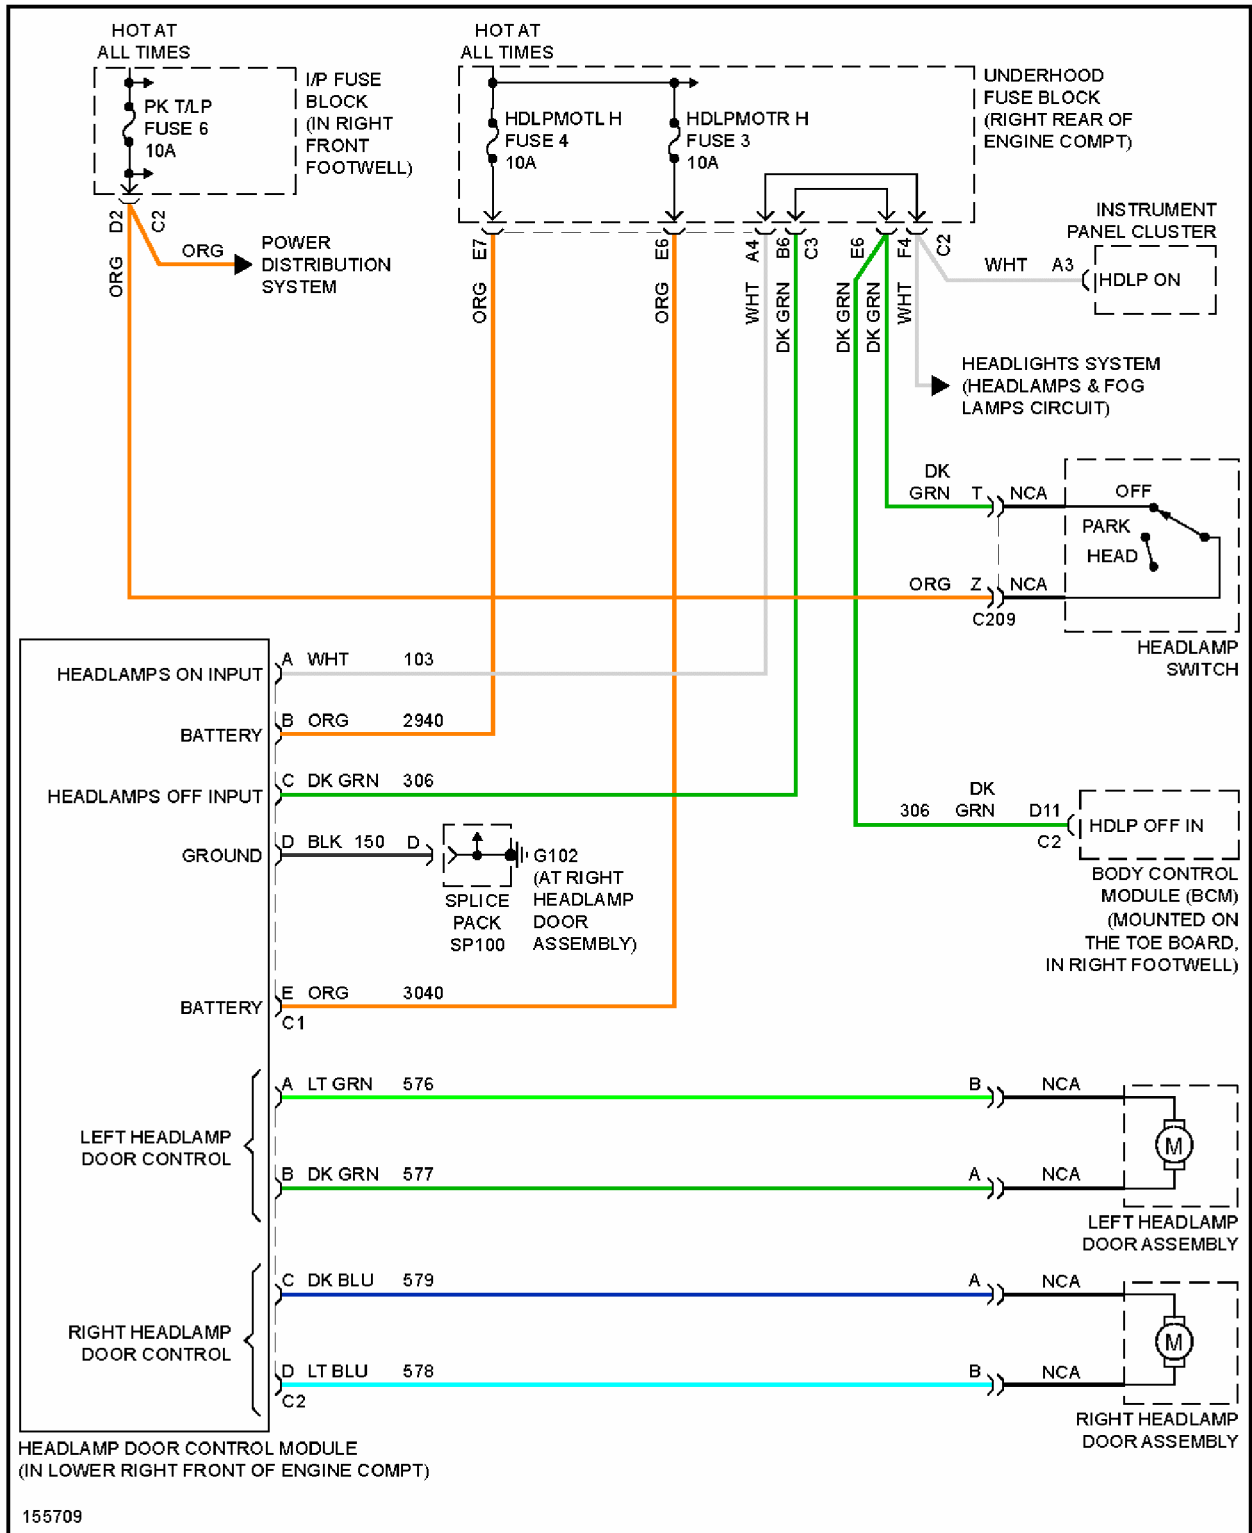 HOT AT
ALL TIMES
I/P FUSE
BLOCK
(IN RIGHT
FRONT
FOOTWELL)
PK T/LP
FUSE 6
10A
D2
C2
ORG
ORG
POWER
DISTRIBUTION
SYSTEM
HOT AT
ALL TIMES
UNDERHOOD
FUSE BLOCK
(RIGHT REAR OF
ENGINE COMPT)
HDLPMOTL H
FUSE 4
10A
HDLPMOTR H
FUSE 3
10A
E7
E6
A4
B6
C3
E6
F4
C2
ORG
ORG
WHT
DK GRN
DK GRN
DK GRN
WHT
INSTRUMENT
PANEL CLUSTER
WHT A3
HDLP ON
HEADLIGHTS SYSTEM
(HEADLAMPS & FOG
LAMPS CIRCUIT)
DK
GRN T NCA
OFF
PARK
HEAD
ORG Z NCA
C209
HEADLAMP
SWITCH
HEADLAMPS ON INPUT
A WHT 103
BATTERY
B ORG 2940
HEADLAMPS OFF INPUT
C DK GRN 306
GROUND
D BLK 150 D
G102
(AT RIGHT
HEADLAMP
DOOR
ASSEMBLY)
SPLICE
PACK
SP100
DK
306 GRN D11
C2
HDLP OFF IN
BODY CONTROL
MODULE (BCM)
(MOUNTED ON
THE TOE BOARD,
IN RIGHT FOOTWELL)
BATTERY
E ORG 3040
C1
LEFT HEADLAMP
DOOR CONTROL
A LT GRN 576 B NCA
B DK GRN 577 A NCA
M
LEFT HEADLAMP
DOOR ASSEMBLY
RIGHT HEADLAMP
DOOR CONTROL
C DK BLU 579 A NCA
D LT BLU 578 B NCA
C2
M
RIGHT HEADLAMP
DOOR ASSEMBLY
HEADLAMP DOOR CONTROL MODULE
(IN LOWER RIGHT FRONT OF ENGINE COMPT)
155709